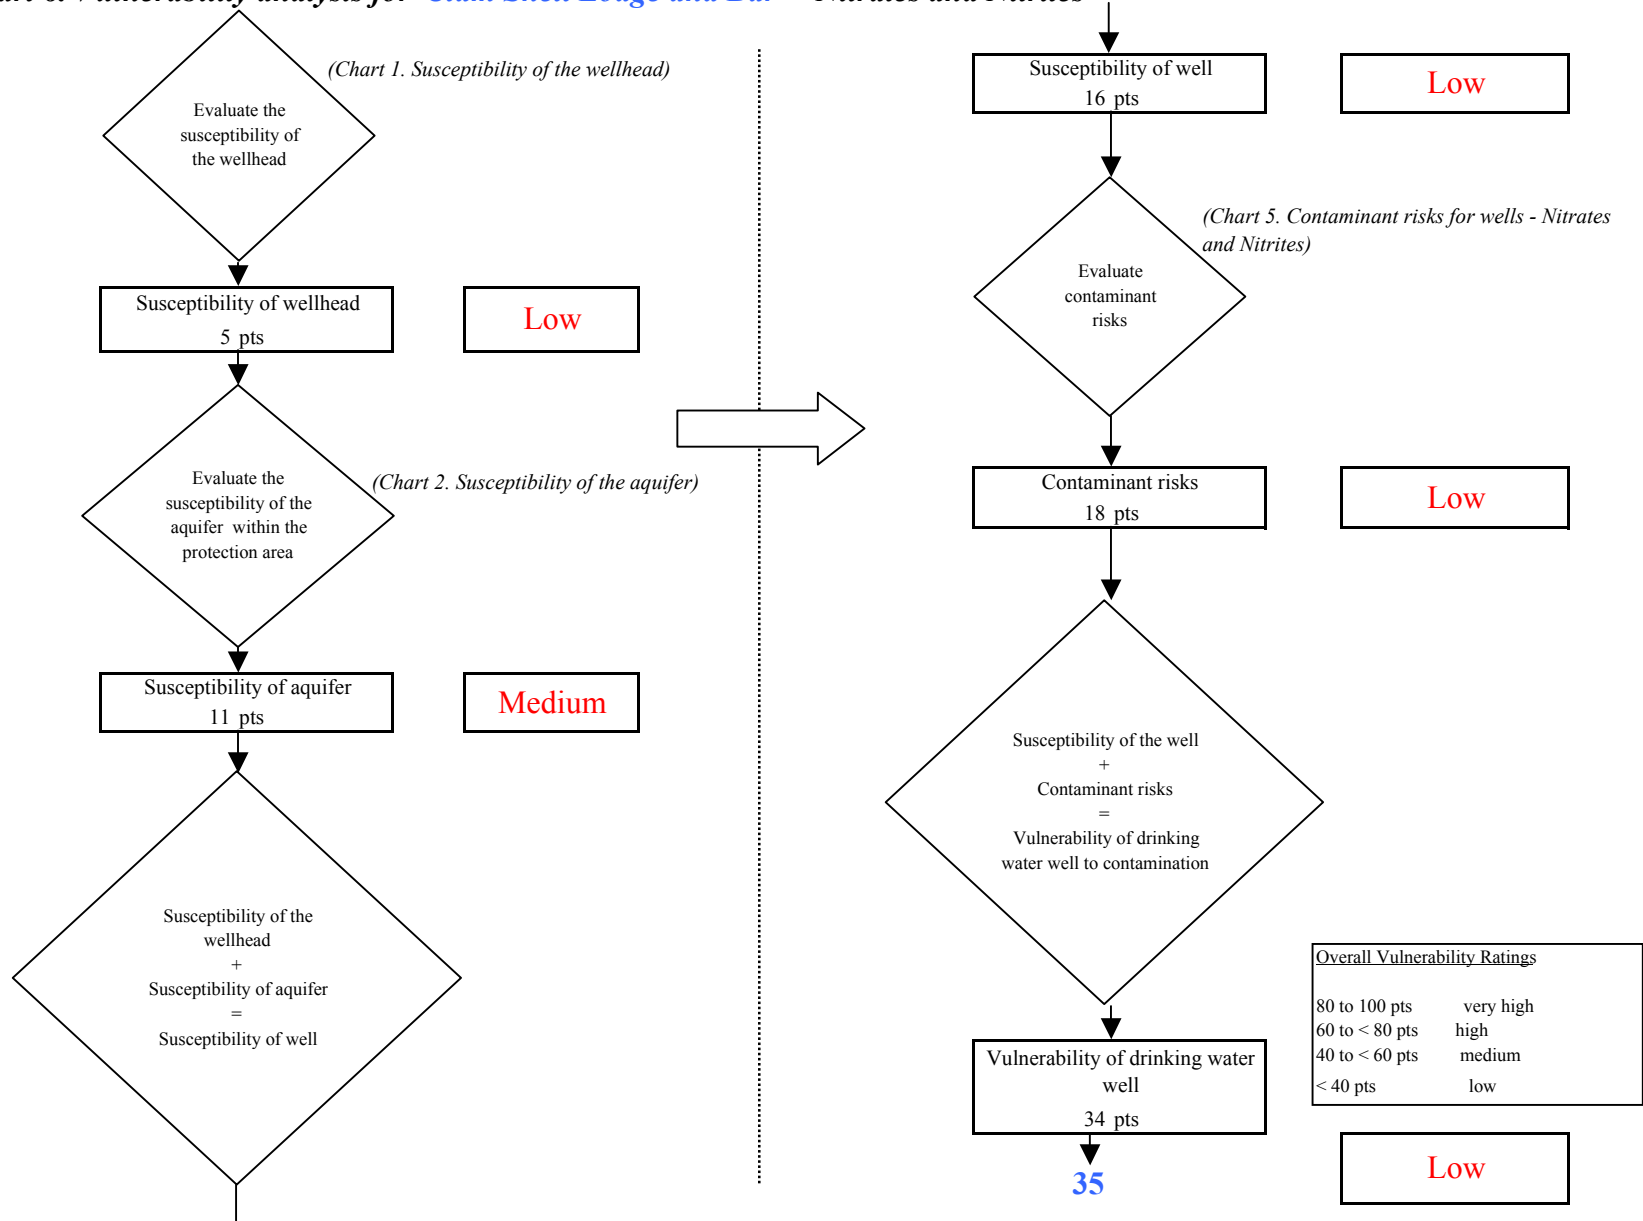 Vulnerability analysis for
Nitrates and Nitrites
(Chart 1. Susceptibility of the wellhead)
Evaluate the
susceptibility of
the wellhead
Susceptibility of wellhead
5 pts
Low
Evaluate the
susceptibility of the
aquifer within the
protection area
(Chart 2. Susceptibility of the aquifer)
Susceptibility of aquifer
11 pts
Medium
Susceptibility of the
wellhead
+
Susceptibility of aquifer
=
Susceptibility of well
Susceptibility of well
16 pts
Low
(Chart 5. Contaminant risks for wells - Nitrates
and Nitrites)
Evaluate
contaminant
risks
Contaminant risks
18 pts
Low
Susceptibility of the well
+
Contaminant risks
=
Vulnerability of drinking
water well to contamination
Overall Vulnerability Ratings
80 to 100 pts very high
60 to < 80 pts high
40 to < 60 pts medium
< 40 pts low
Vulnerability of drinking water
well
34 pts
35
Low